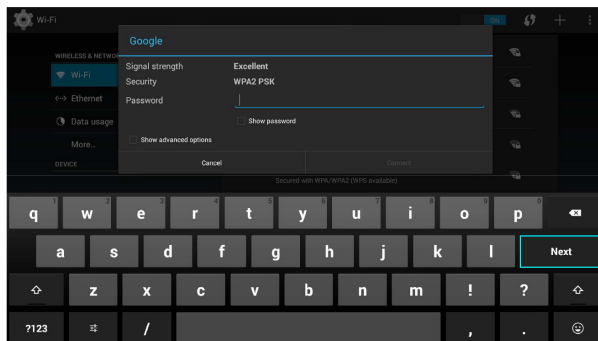 Wi-Fi
ON
WIRELESS & NETWO
Wi-Fi
Ethernet
Data usage
More...
DEVICE
Google
Signal strength Excellent
Security WPA2 PSK
Password
Show password
Show advanced options
Cancel Connect
Secured with WPA/WPA2 (WPS available)
q 1 w 2 e 3 r 4 t 5 y 6 u 7 i 8 o 9 p 0
a s d f g h j k l Next
z x c v b n m ! ?
?123 / , .